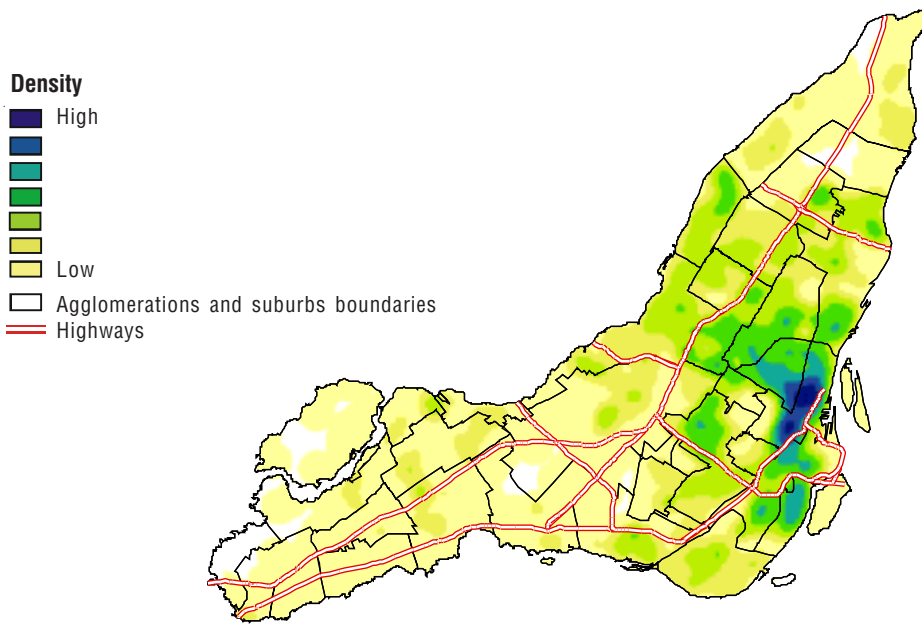 Density
High
Low
Agglomerations and suburbs boundaries
Highways